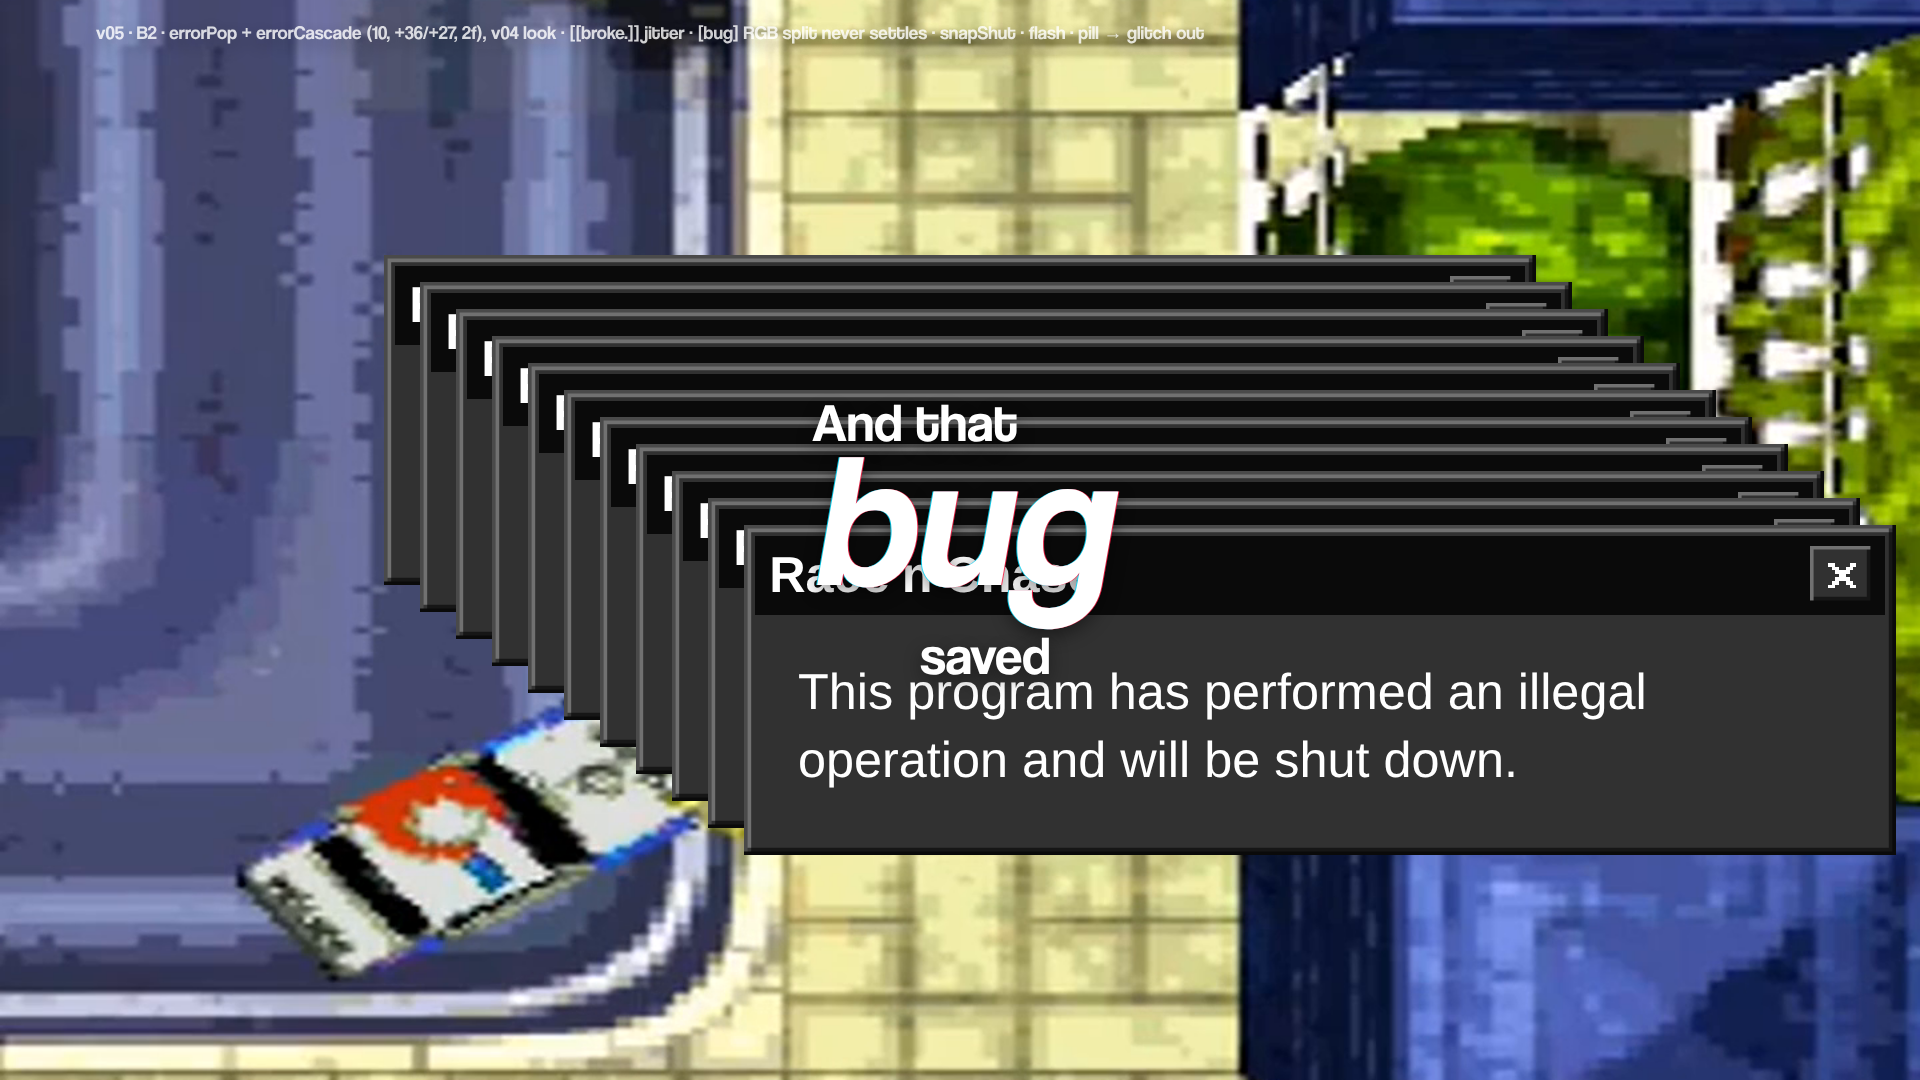 v05 · B2 · errorPop + errorCascade (10, +36/+27, 2f), v04 look · [[broke.]] jitter · [bug] RGB split never settles · snapShut · flash · pill → glitch out
And that
bug
Race n Chase
saved
This program has performed an illegal
operation and will be shut down.